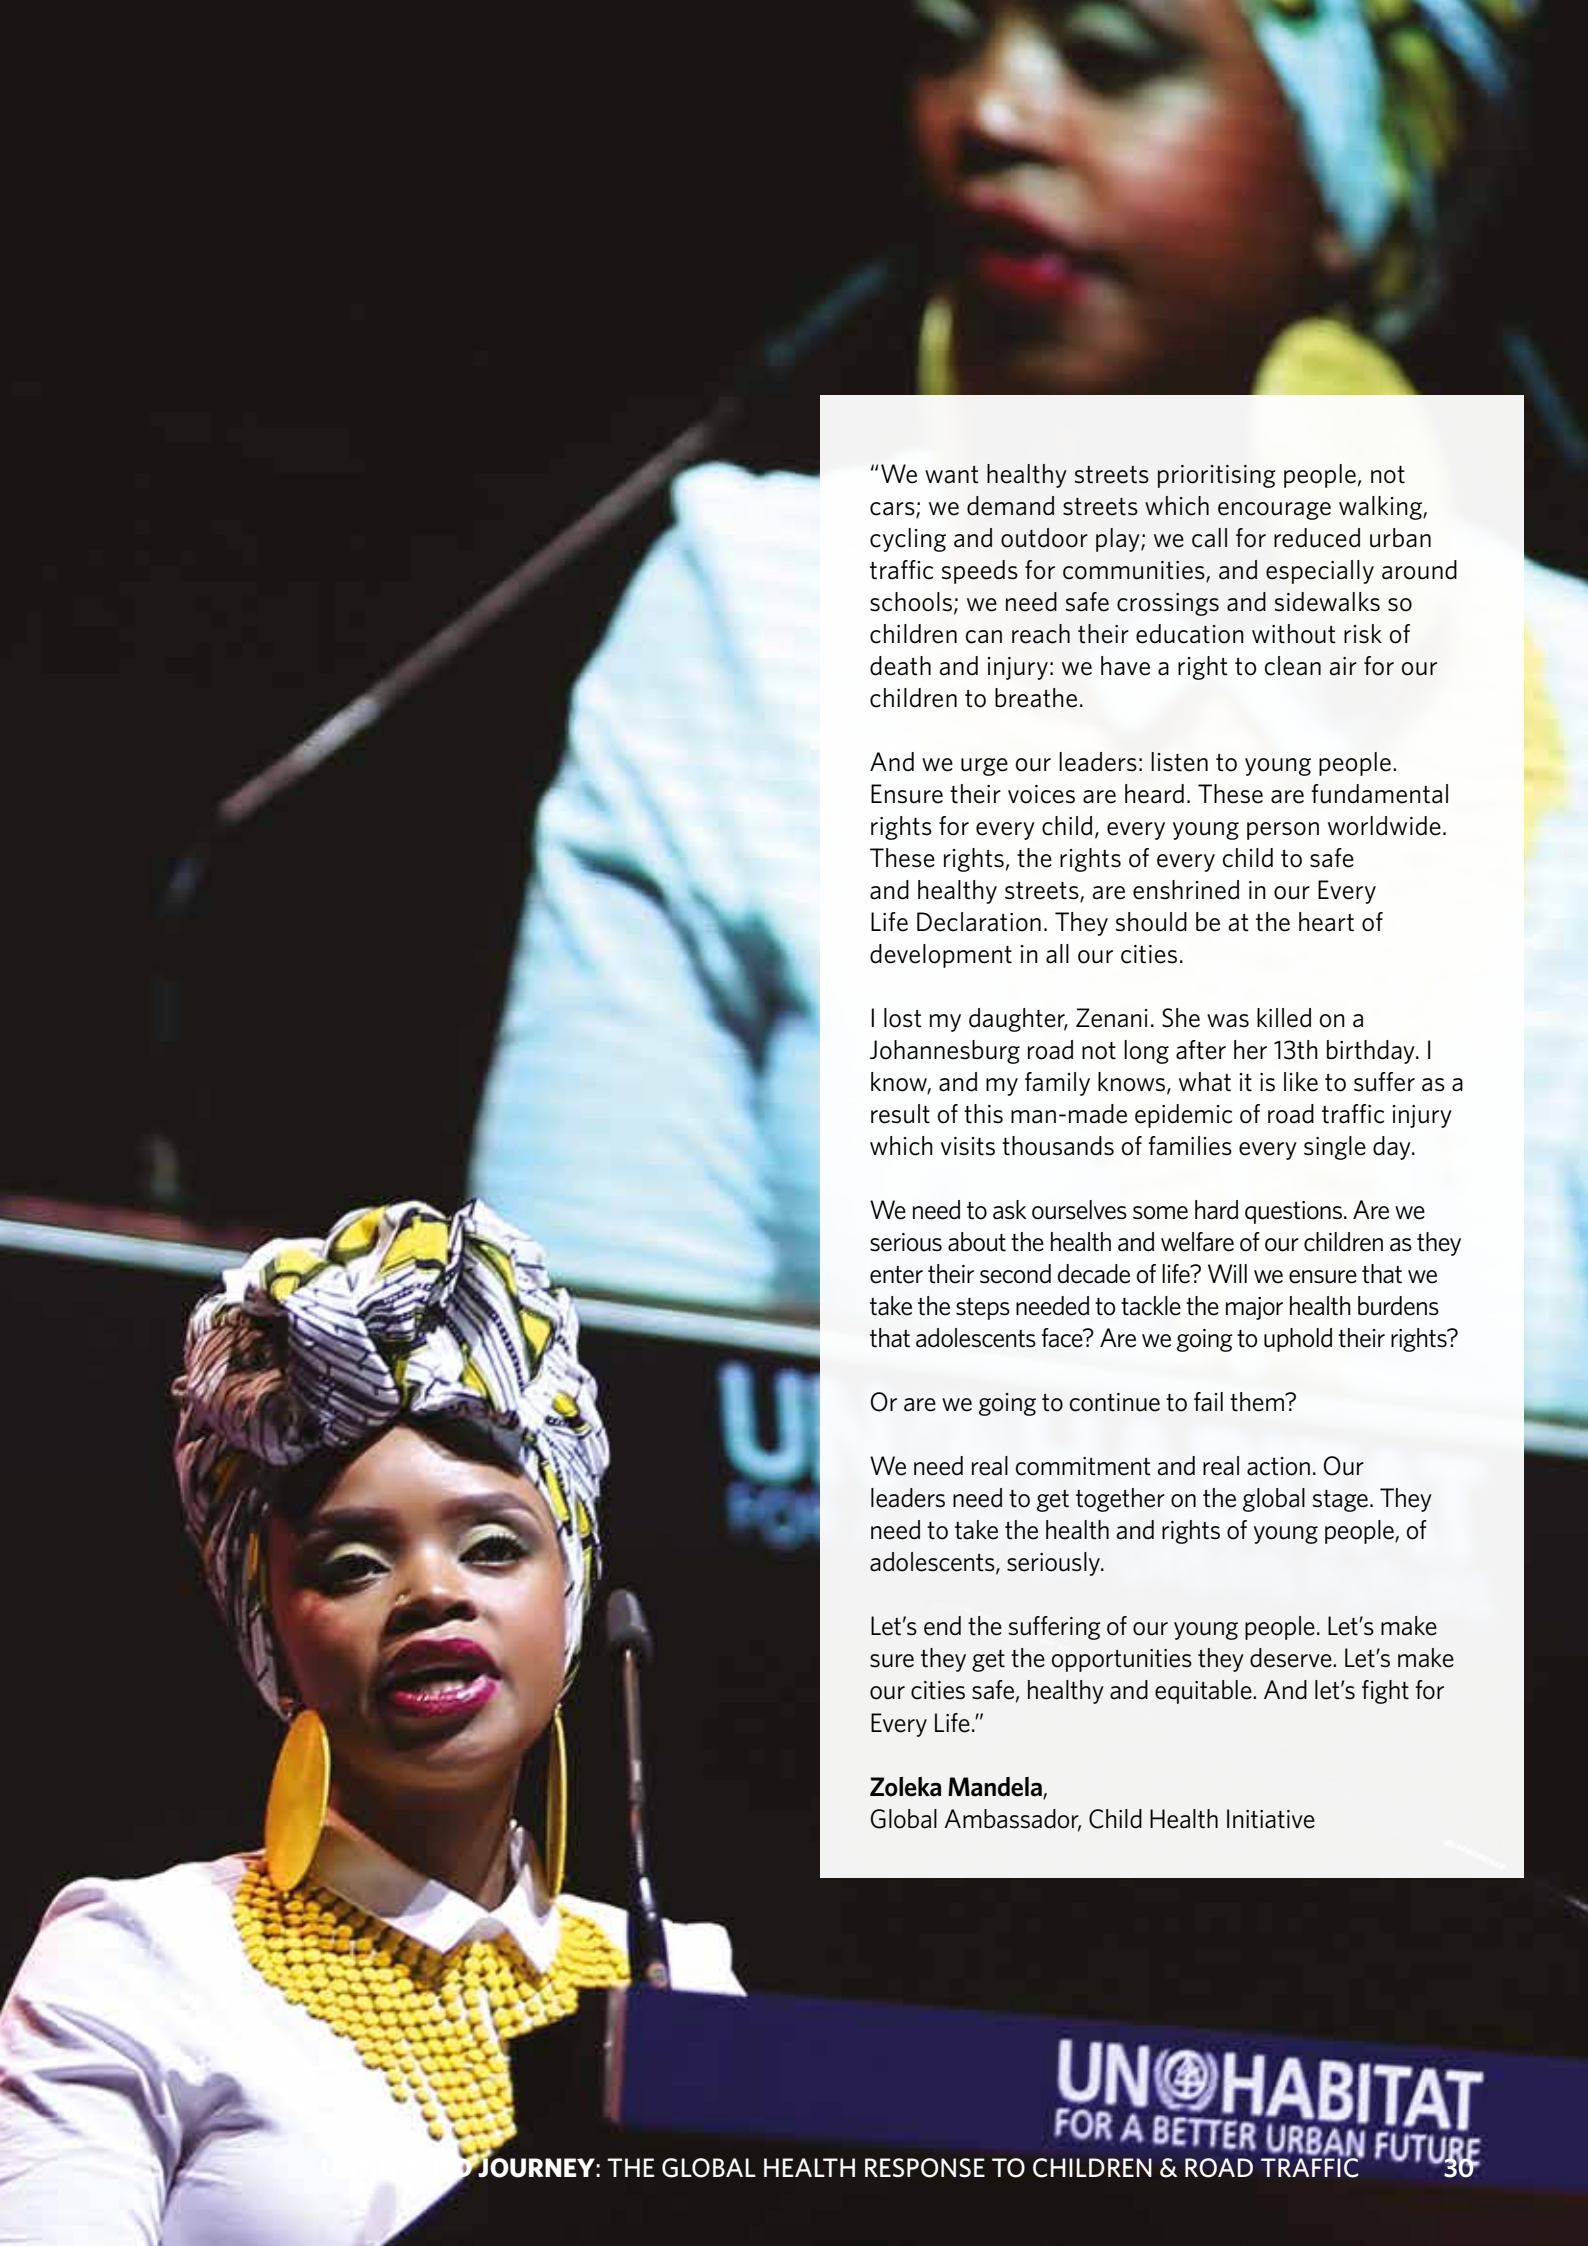 “We want healthy streets prioritising people, not
cars; we demand streets which encourage walking,
cycling and outdoor play; we call for reduced urban
traffic speeds for communities, and especially around
schools; we need safe crossings and sidewalks so
children can reach their education without risk of
death and injury: we have a right to clean air for our
children to breathe.
And we urge our leaders: listen to young people.
Ensure their voices are heard. These are fundamental
rights for every child, every young person worldwide.
These rights, the rights of every child to safe
and healthy streets, are enshrined in our Every
Life Declaration. They should be at the heart of
development in all our cities.
I lost my daughter, Zenani. She was killed on a
Johannesburg road not long after her 13th birthday. I
know, and my family knows, what it is like to suffer as a
result of this man-made epidemic of road traffic injury
which visits thousands of families every single day.
We need to ask ourselves some hard questions. Are we
serious about the health and welfare of our children as they
enter their second decade of life? Will we ensure that we
take the steps needed to tackle the major health burdens
that adolescents face? Are we going to uphold their rights?
Or are we going to continue to fail them?
We need real commitment and real action. Our
leaders need to get together on the global stage. They
need to take the health and rights of young people, of
adolescents, seriously.
Let’s end the suffering of our young people. Let’s make
sure they get the opportunities they deserve. Let’s make
our cities safe, healthy and equitable. And let’s fight for
Every Life.”
Zoleka Mandela,
Global Ambassador, Child Health Initiative
UN HABITAT
FOR A BETTER URBAN FUTURE
JOURNEY: THE GLOBAL HEALTH RESPONSE TO CHILDREN & ROAD TRAFFIC 30